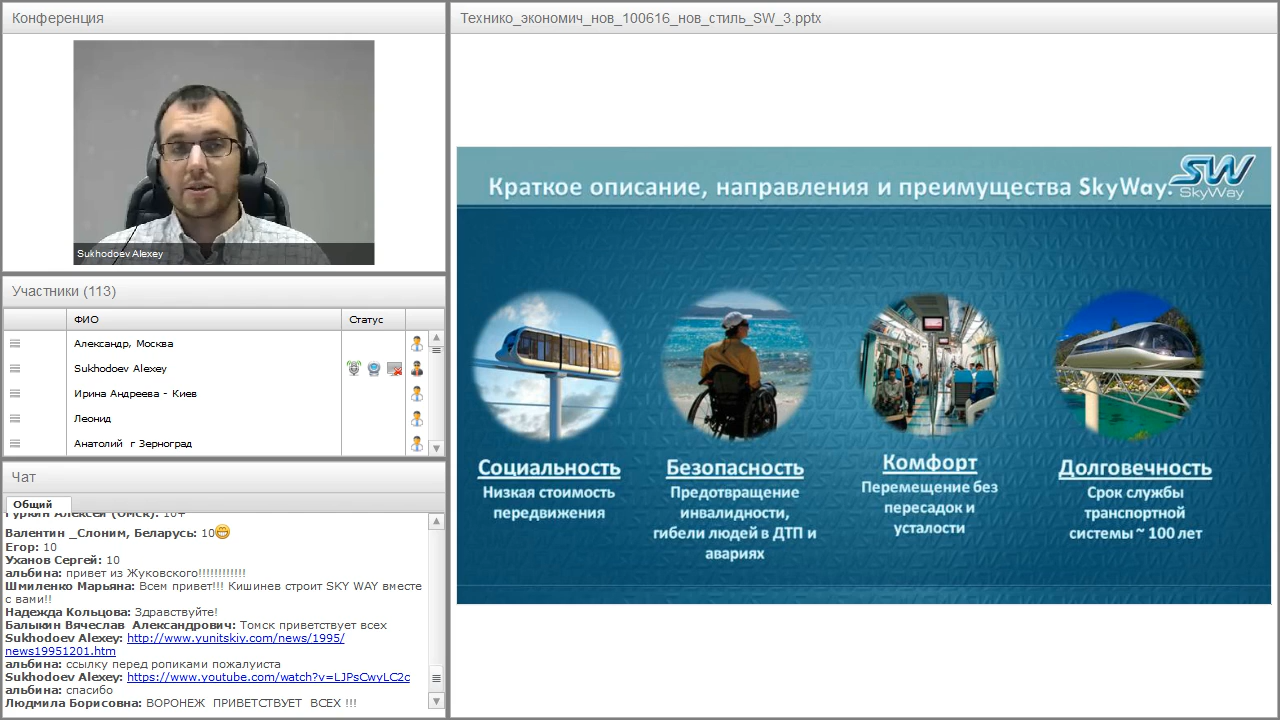 Конференция
Sukhodoev Alexey
Участники (113)
ФИО
Статус
Александр, Москва
Sukhodoev Alexey
Ирина Андреева - Киев
Леонид
Анатолий г Зерноград
Чат
Общий
Гуркин Алексей (Омск): 10+
Валентин _Слоним, Беларусь: 10
Егор: 10
Уханов Сергей: 10
альбина: привет из Жуковского!!!!!!!!!!!!
Шмиленко Марьяна: Всем привет!!! Кишинев строит SKY WAY вместе
с вами!!
Надежда Кольцова: Здравствуйте!
Балыкин Вячеслав Александрович: Томск приветствует всех
Sukhodoev Alexey: http://www.yunitskiy.com/news/1995/
news19951201.htm
альбина: ссылку перед ропиками пожалуиста
Sukhodoev Alexey: https://www.youtube.com/watch?v=LJPsCwyLC2c
альбина: спасибо
Людмила Борисовна: ВОРОНЕЖ ПРИВЕТСТВУЕТ ВСЕХ !!!
Технико_экономич_нов_100616_нов_стиль_SW_3.pptx
Краткое описание, направления и преимущества SkyWay.
SW
SkyWay
Социальность
Низкая стоимость
передвижения
Безопасность
Предотвращение
инвалидности,
гибели людей в ДТП и
авариях
Комфорт
Перемещение без
пересадок и
усталости
Долговечность
Срок службы
транспортной
системы ~ 100 лет